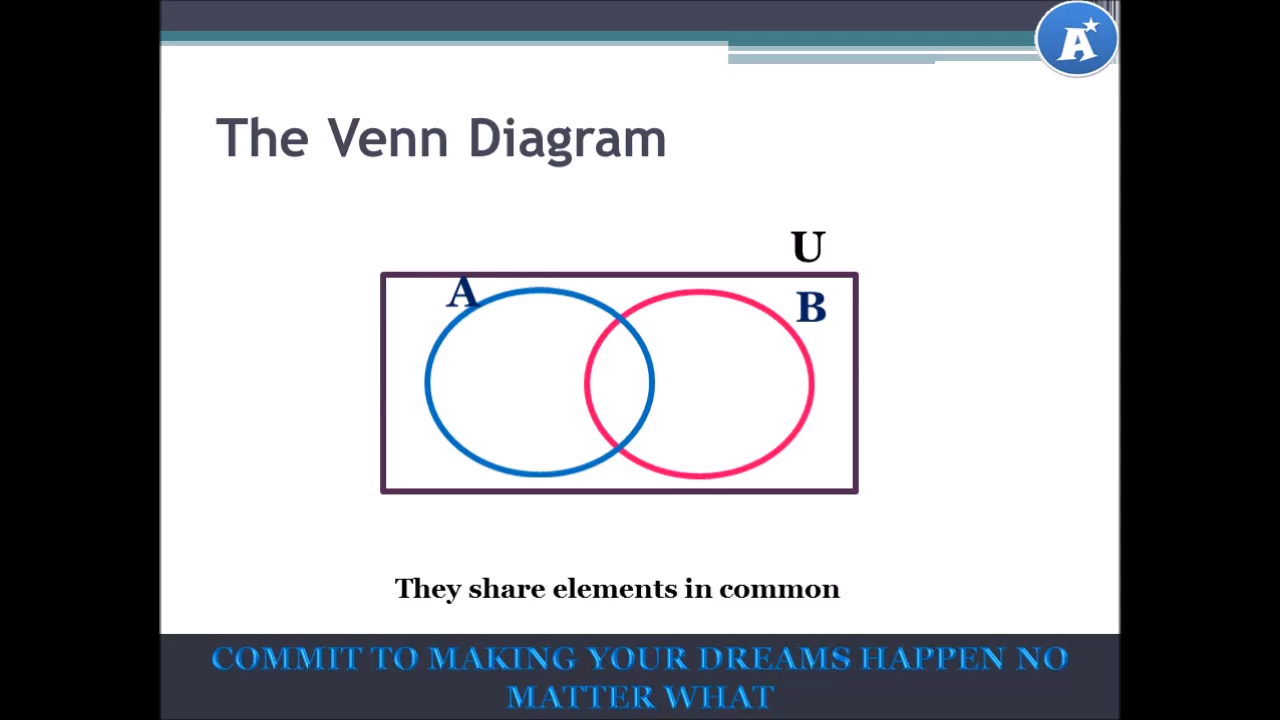 A
The Venn Diagram
U
A
B
They share elements in common
COMMIT TO MAKING YOUR DREAMS HAPPEN NO
MATTER WHAT